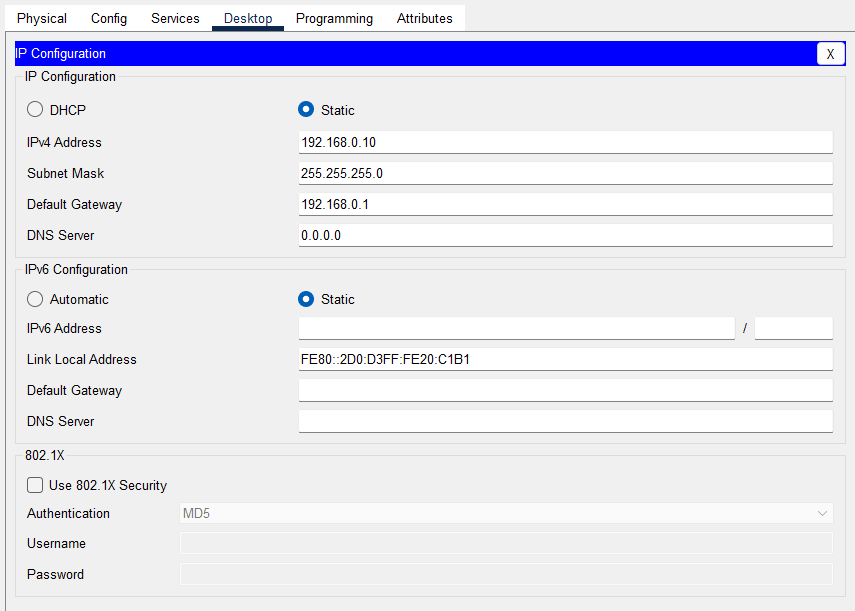 Physical Config Services Desktop Programming Attributes
IP Configuration X
IP Configuration
DHCP Static
IPv4 Address 192.168.0.10
Subnet Mask 255.255.255.0
Default Gateway 192.168.0.1
DNS Server 0.0.0.0
IPv6 Configuration
Automatic Static
IPv6 Address /
Link Local Address FE80::2D0:D3FF:FE20:C1B1
Default Gateway
DNS Server
802.1X
Use 802.1X Security
Authentication MD5
Username
Password